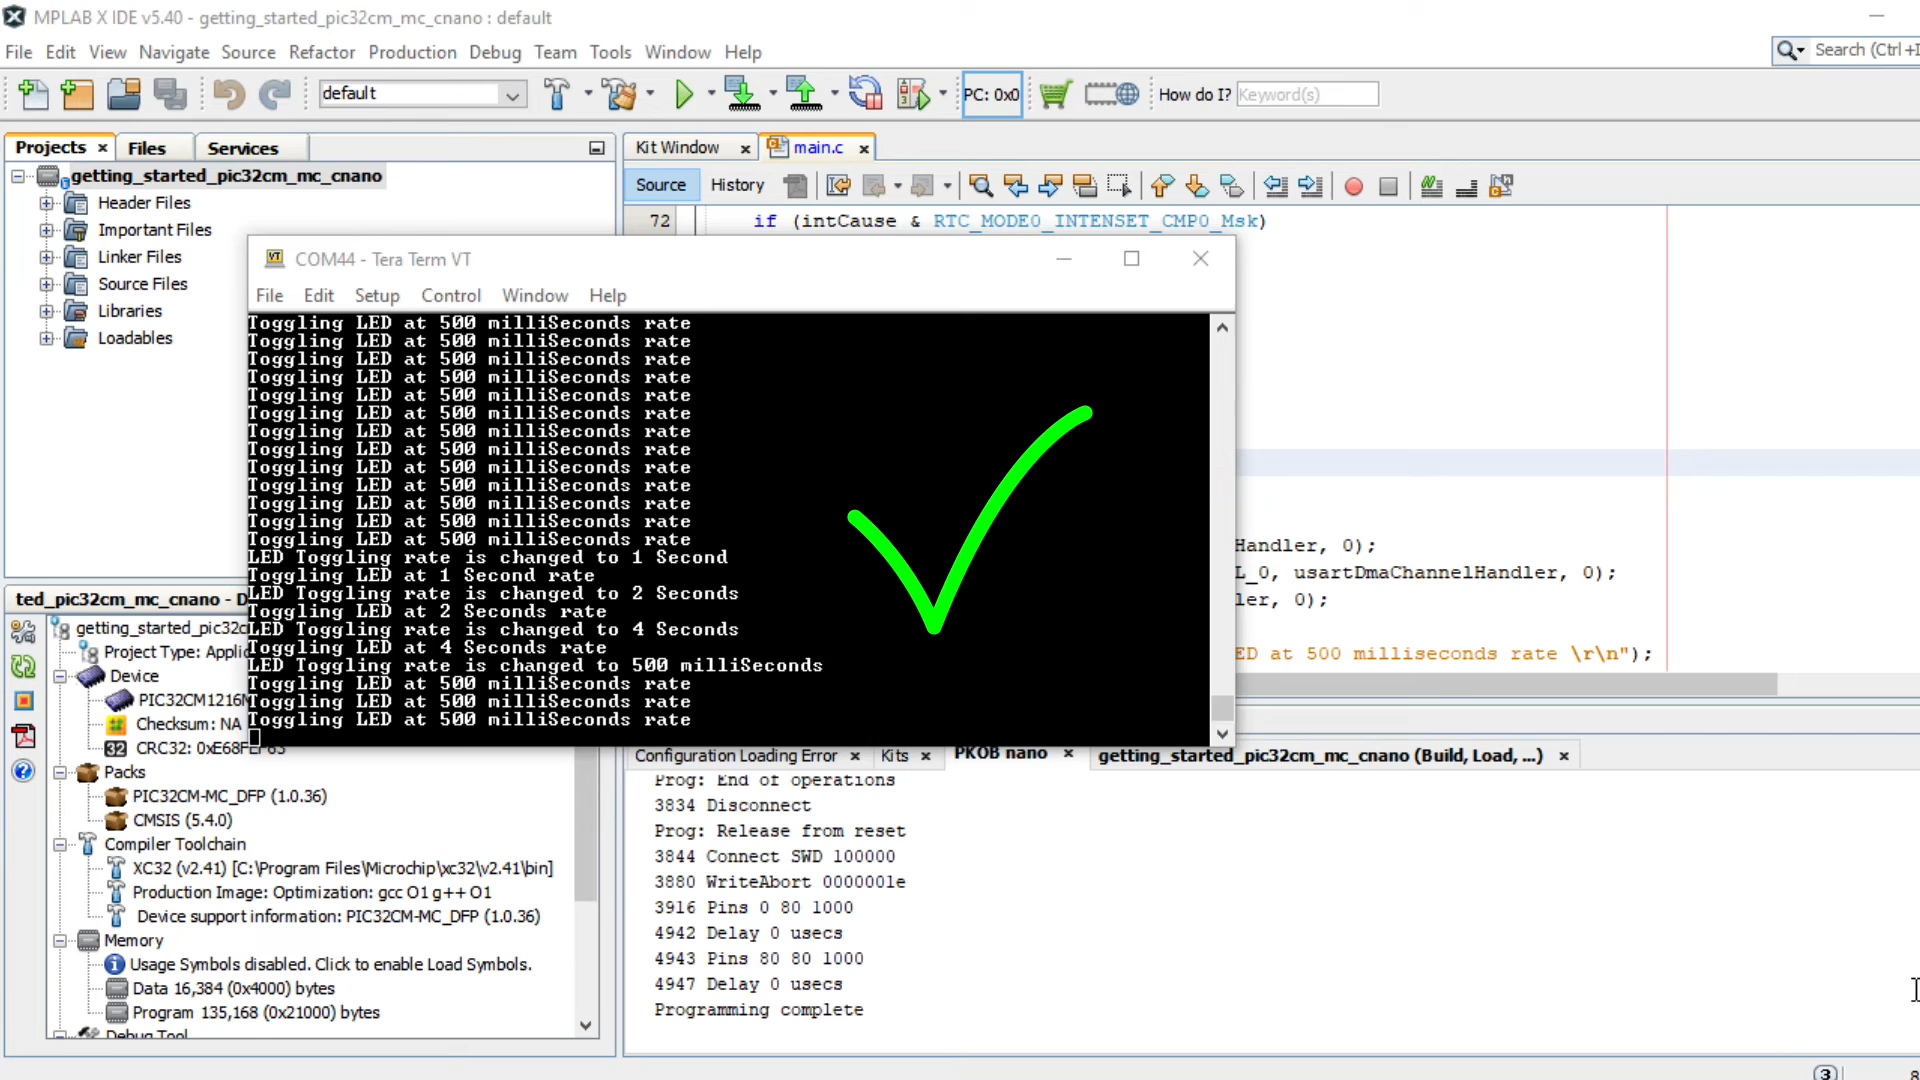 MPLAB X IDE v5.40 - getting_started_pic32cm_mc_cnano : default
File Edit View Navigate Source Refactor Production Debug Team Tools Window Help
Search (Ctrl+I
default
PC: 0x0
How do I? Keyword(s)
Projects Files Services
getting_started_pic32cm_mc_cnano
Header Files
Important Files
Linker Files
Source Files
Libraries
Loadables
Kit Window main.c
Source History
72 if (intCause & RTC_MODE0_INTENSET_CMP0_Msk)
COM44 - Tera Term VT
File Edit Setup Control Window Help
Toggling LED at 500 milliSeconds rate
Toggling LED at 500 milliSeconds rate
Toggling LED at 500 milliSeconds rate
Toggling LED at 500 milliSeconds rate
Toggling LED at 500 milliSeconds rate
Toggling LED at 500 milliSeconds rate
Toggling LED at 500 milliSeconds rate
Toggling LED at 500 milliSeconds rate
Toggling LED at 500 milliSeconds rate
Toggling LED at 500 milliSeconds rate
Toggling LED at 500 milliSeconds rate
Toggling LED at 500 milliSeconds rate
Toggling LED at 500 milliSeconds rate
LED Toggling rate is changed to 1 Second
Toggling LED at 1 Second rate
LED Toggling rate is changed to 2 Seconds
Toggling LED at 2 Seconds rate
LED Toggling rate is changed to 4 Seconds
Toggling LED at 4 Seconds rate
LED Toggling rate is changed to 500 milliSeconds
Toggling LED at 500 milliSeconds rate
Toggling LED at 500 milliSeconds rate
Toggling LED at 500 milliSeconds rate
Handler, 0);
L_0, usartDmaChannelHandler, 0);
ler, 0);
ED at 500 milliseconds rate \r\n");
ted_pic32cm_mc_cnano - D
getting_started_pic32c
Project Type: Applic
Device
PIC32CM1216M
Checksum: NA
32 CRC32: 0xE68FEF63
Packs
PIC32CM-MC_DFP (1.0.36)
CMSIS (5.4.0)
Compiler Toolchain
XC32 (v2.41) [C:\Program Files\Microchip\xc32\v2.41\bin]
Production Image: Optimization: gcc O1 g++ O1
Device support information: PIC32CM-MC_DFP (1.0.36)
Memory
Usage Symbols disabled. Click to enable Load Symbols.
Data 16,384 (0x4000) bytes
Program 135,168 (0x21000) bytes
Debug Tool
Configuration Loading Error Kits PKOB nano getting_started_pic32cm_mc_cnano (Build, Load, ...)
Prog: End of operations
3834 Disconnect
Prog: Release from reset
3844 Connect SWD 100000
3880 WriteAbort 0000001e
3916 Pins 0 80 1000
4942 Delay 0 usecs
4943 Pins 80 80 1000
4947 Delay 0 usecs
Programming complete
3